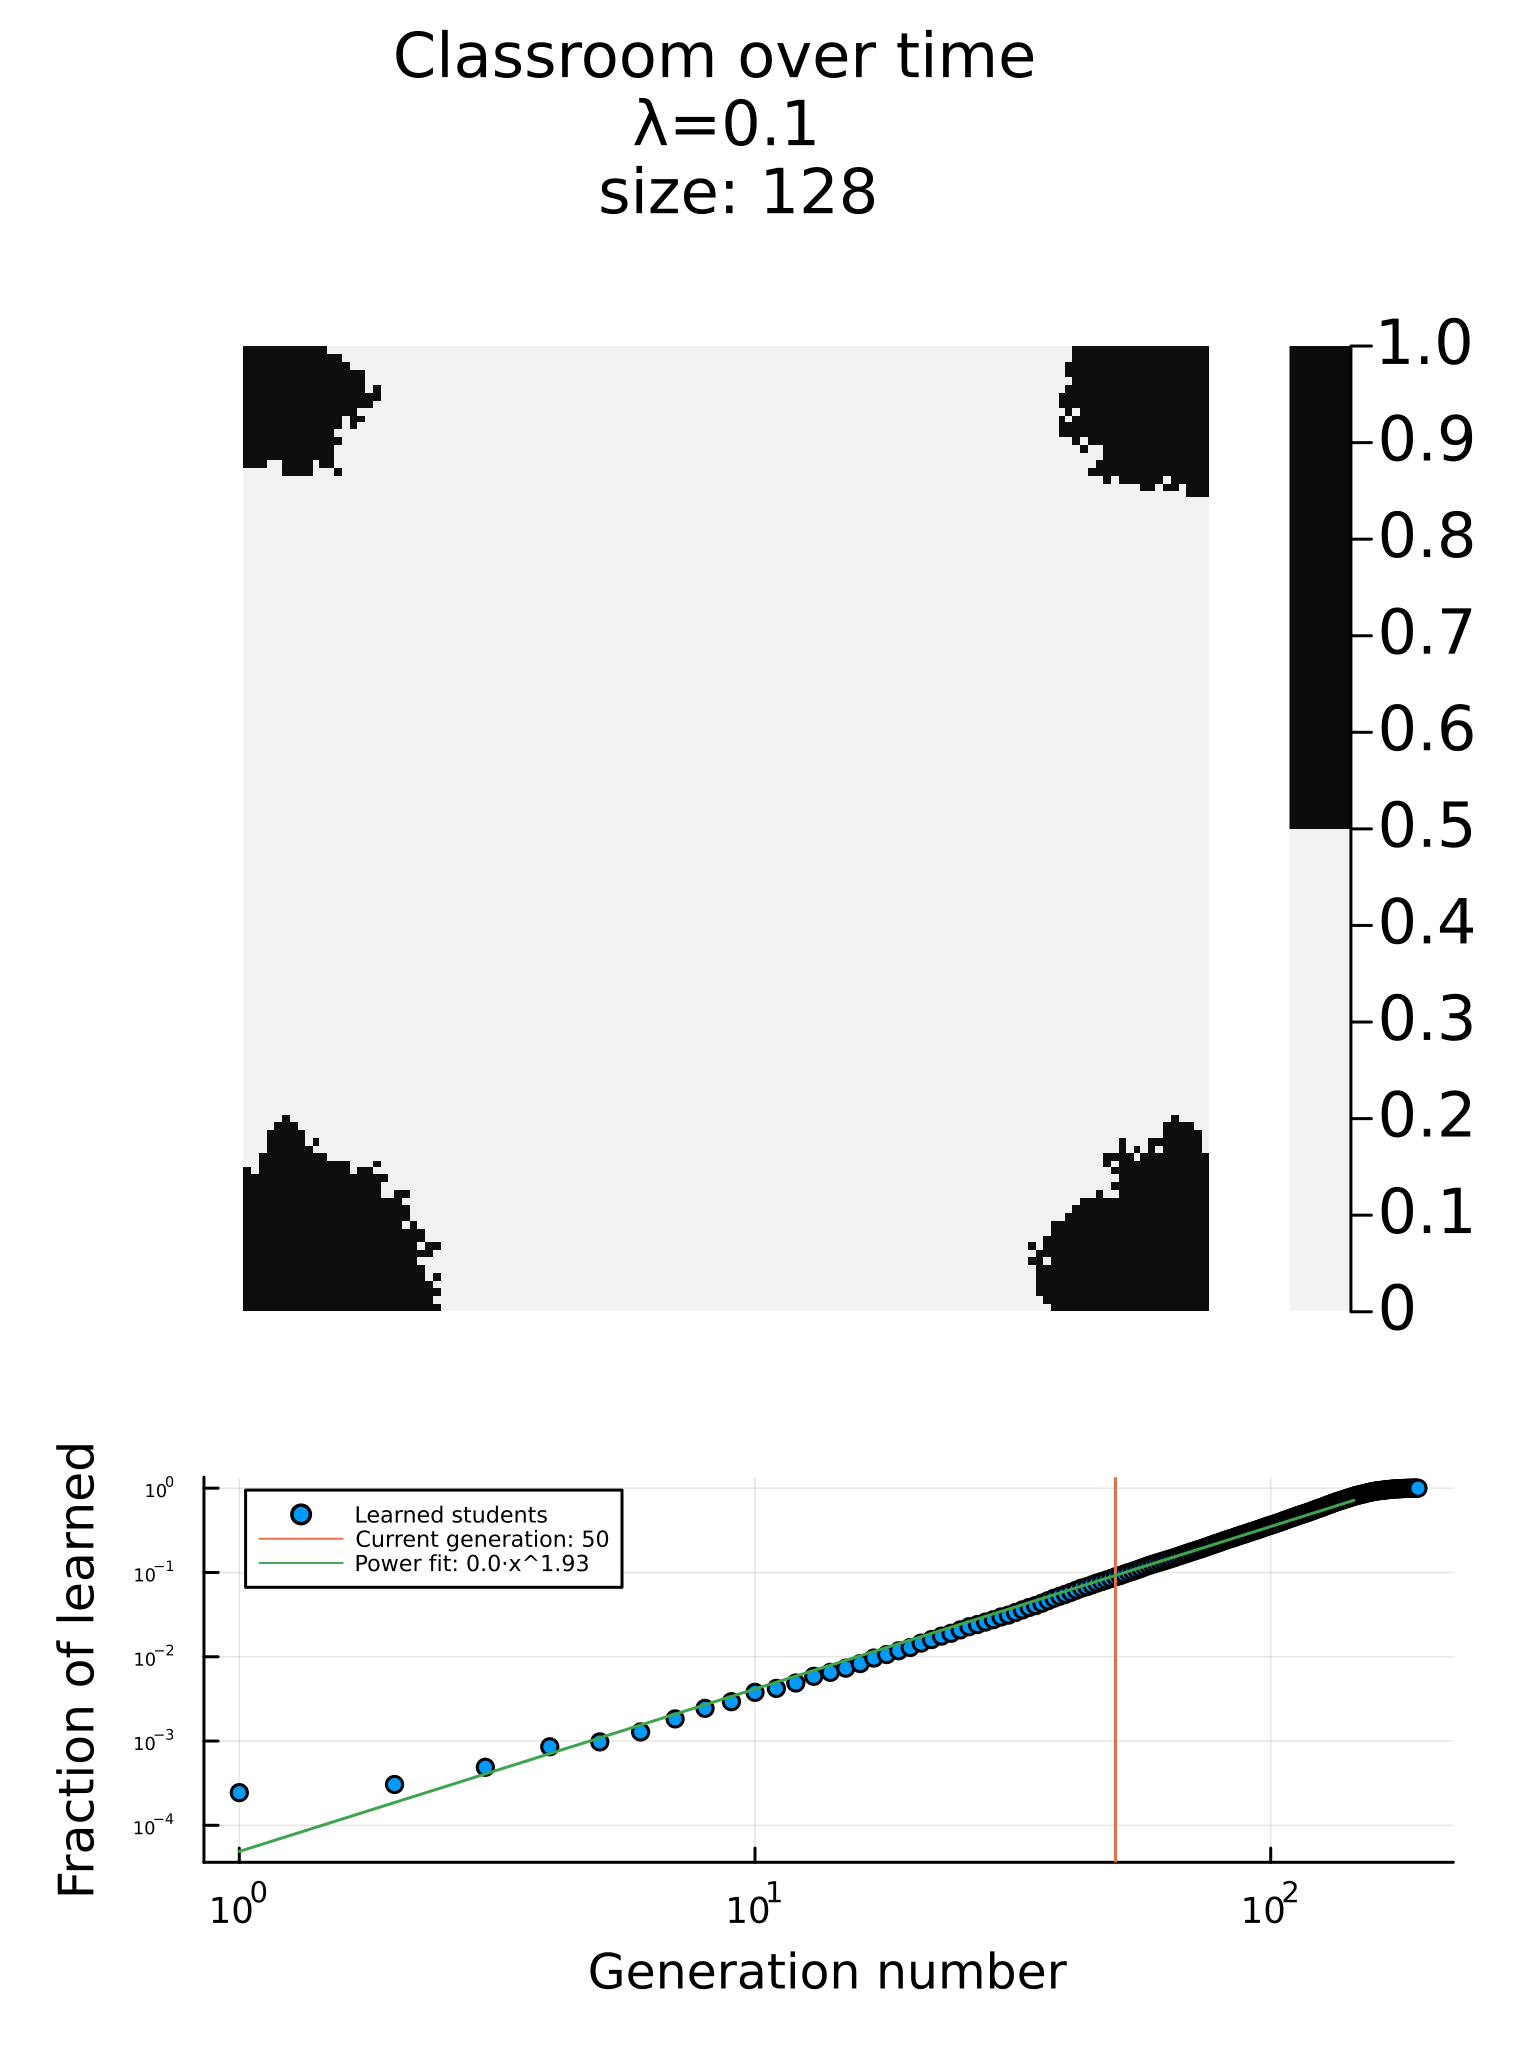 Classroom over time
λ=0.1
size: 128
1.0
0.9
0.8
0.7
0.6
0.5
0.4
0.3
0.2
0.1
0
Fraction of learned
10^0
10^−1
10^−2
10^−3
10^−4
Learned students
Current generation: 50
Power fit: 0.0·x^1.93
10^0 10^1 10^2
Generation number